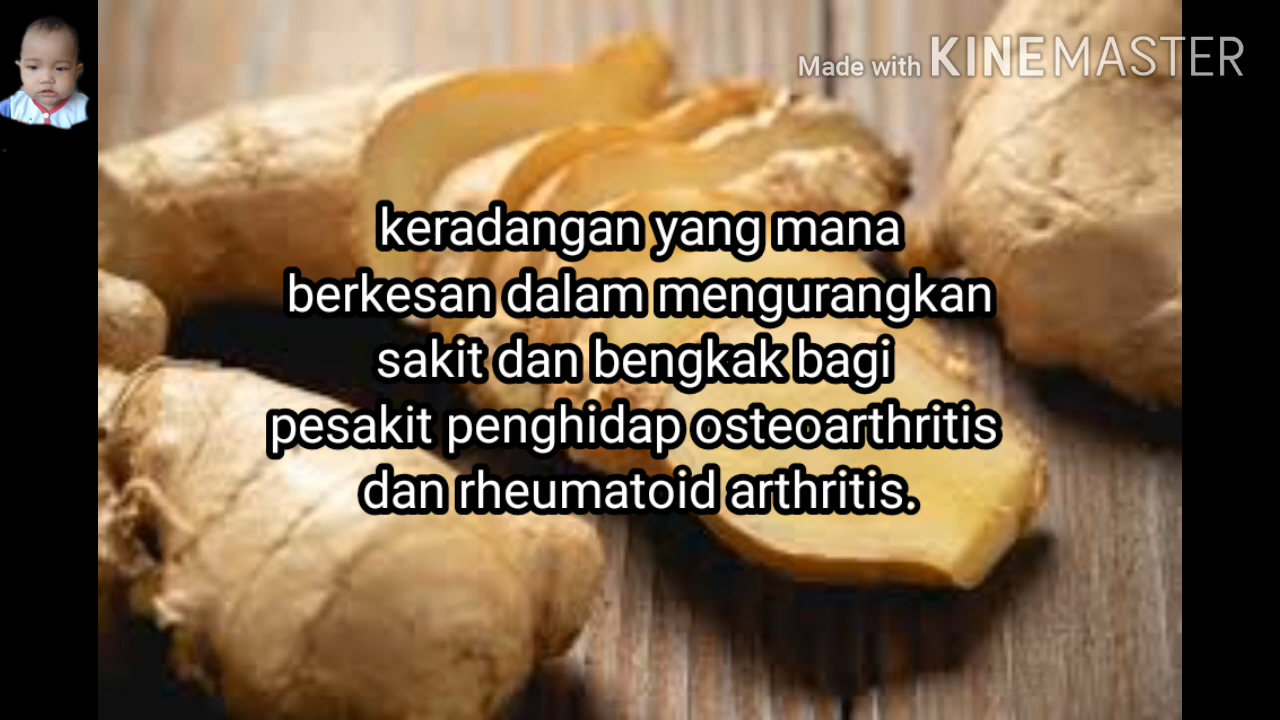 Made with KINEMASTER
keradangan yang mana
berkesan dalam mengurangkan
sakit dan bengkak bagi
pesakit penghidap osteoarthritis
dan rheumatoid arthritis.